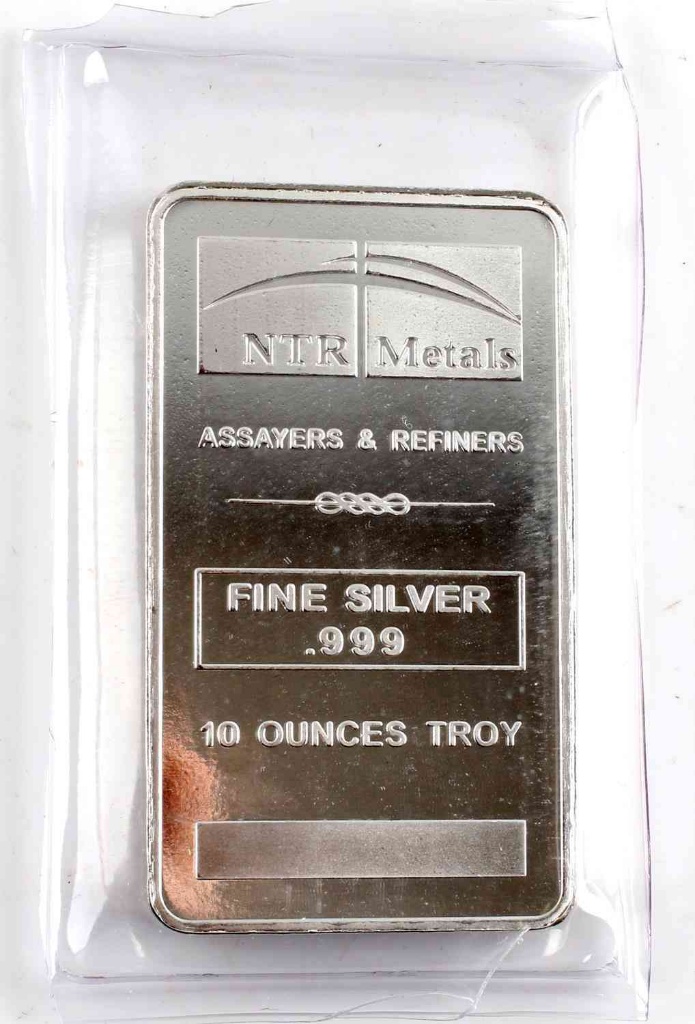 NTR Metals
ASSAYERS & REFINERS
FINE SILVER
.999
10 OUNCES TROY